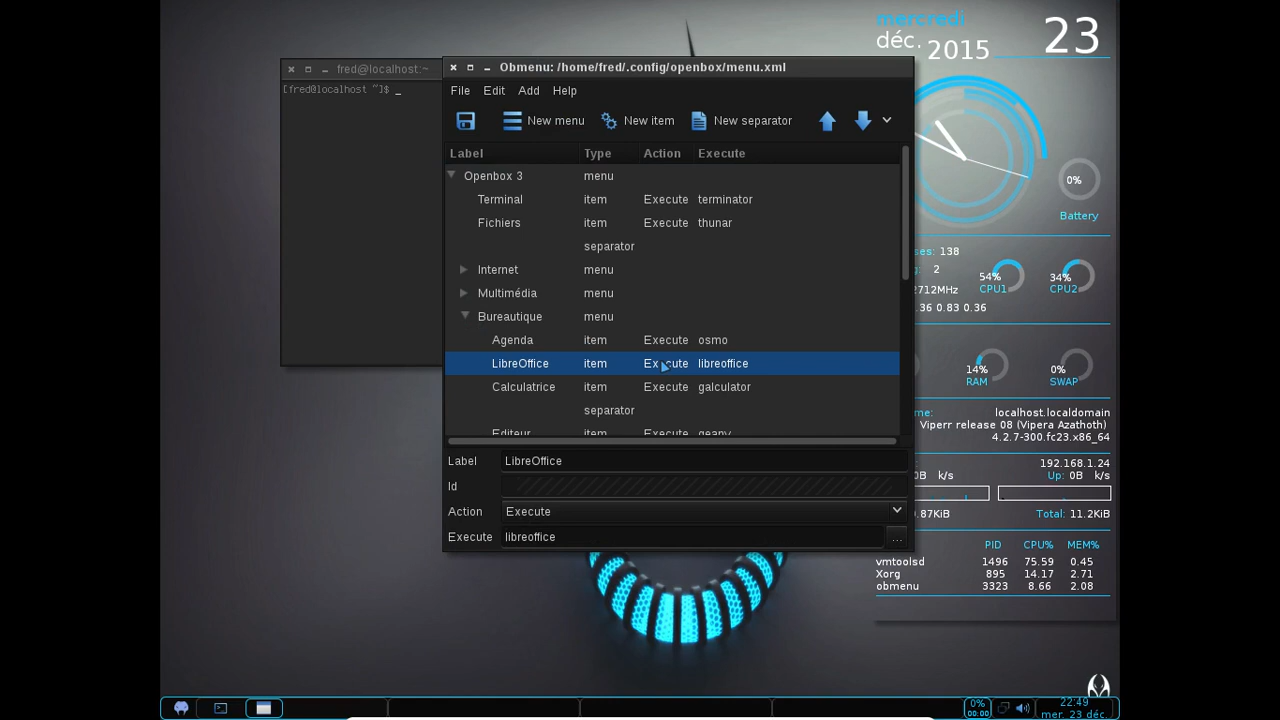 mercredi
déc. 2015 23
fred@localhost:~
[fred@localhost ~]$ _
Obmenu: /home/fred/.config/openbox/menu.xml
File Edit Add Help
New menu New item New separator
Label Type Action Execute
Openbox 3 menu
Terminal item Execute terminator
Fichiers item Execute thunar
separator
Internet menu
Multimédia menu
Bureautique menu
Agenda item Execute osmo
LibreOffice item Execute libreoffice
Calculatrice item Execute galculator
separator
Editeur item Execute geany
Label LibreOffice
Id
Action Execute
Execute libreoffice ...
0%
Battery
ses: 138
g: 2
2712MHz
.36 0.83 0.36
54%
CPU1
34%
CPU2
14%
RAM
0%
SWAP
me: localhost.localdomain
Viperr release 08 (Vipera Azathoth)
4.2.7-300.fc23.x86_64
192.168.1.24
0B k/s Up: 0B k/s
.87KiB Total: 11.2KiB
PID CPU% MEM%
vmtoolsd 1496 75.59 0.45
Xorg 895 14.17 2.71
obmenu 3323 8.66 2.08
0%
00:00
22:49
mer. 23 déc.